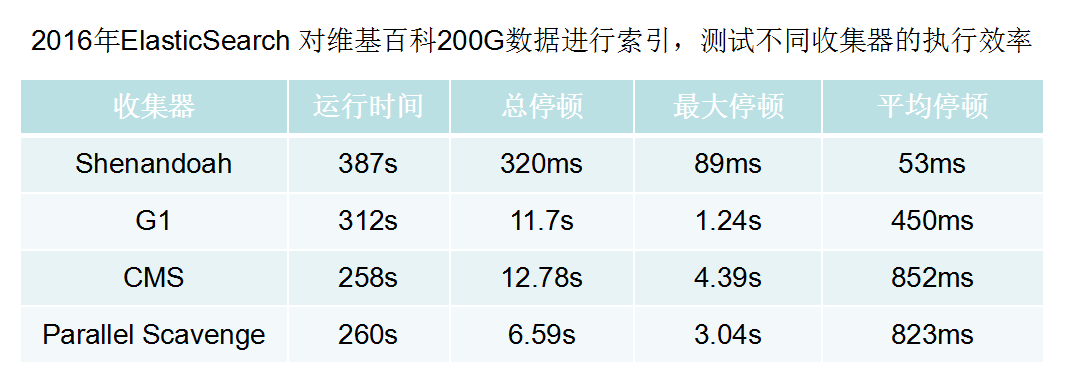 2016年ElasticSearch 对维基百科200G数据进行索引，测试不同收集器的执行效率
收集器 运行时间 总停顿 最大停顿 平均停顿
Shenandoah 387s 320ms 89ms 53ms
G1 312s 11.7s 1.24s 450ms
CMS 258s 12.78s 4.39s 852ms
Parallel Scavenge 260s 6.59s 3.04s 823ms